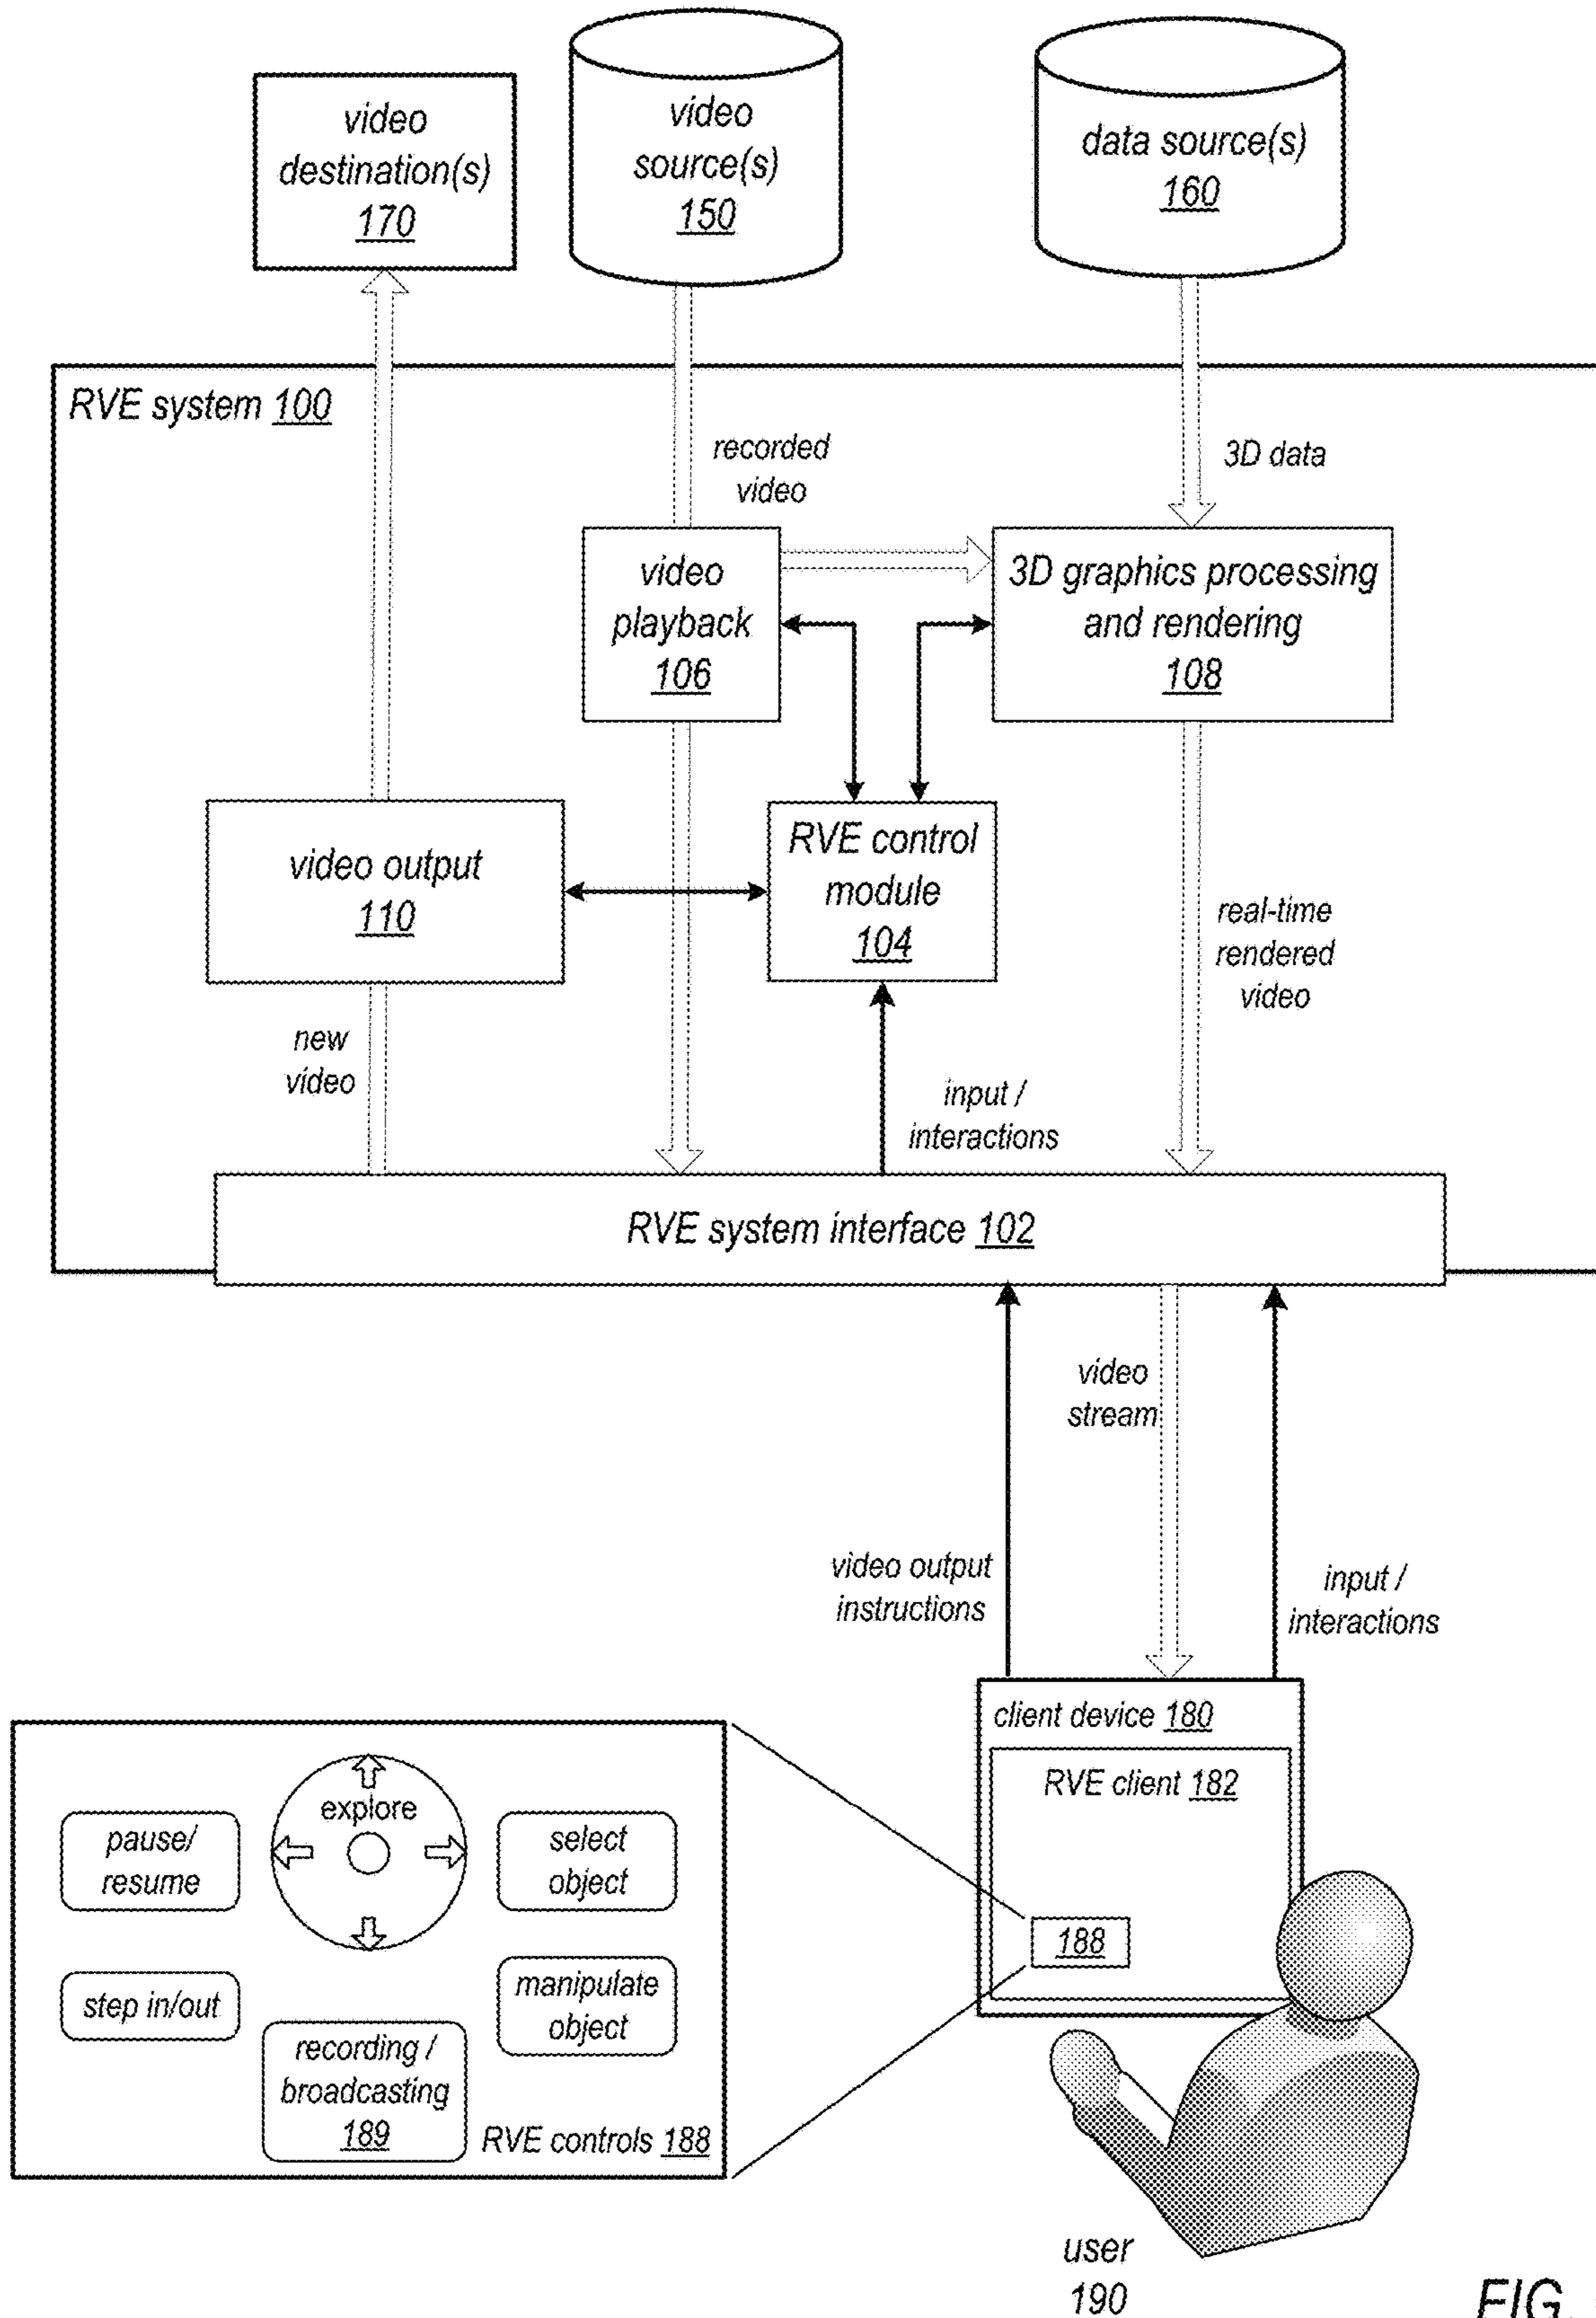 video
destination(s)
170
video
source(s)
150
data source(s)
160
RVE system 100
recorded
video
3D data
video
playback
106
3D graphics processing
and rendering
108
video output
110
RVE control
module
104
real-time
rendered
video
new
video
input /
interactions
RVE system interface 102
video
stream
video output
instructions
input /
interactions
client device 180
RVE client 182
188
explore
pause/
resume
select
object
step in/out
manipulate
object
recording /
broadcasting
189
RVE controls 188
user
190
FIG.